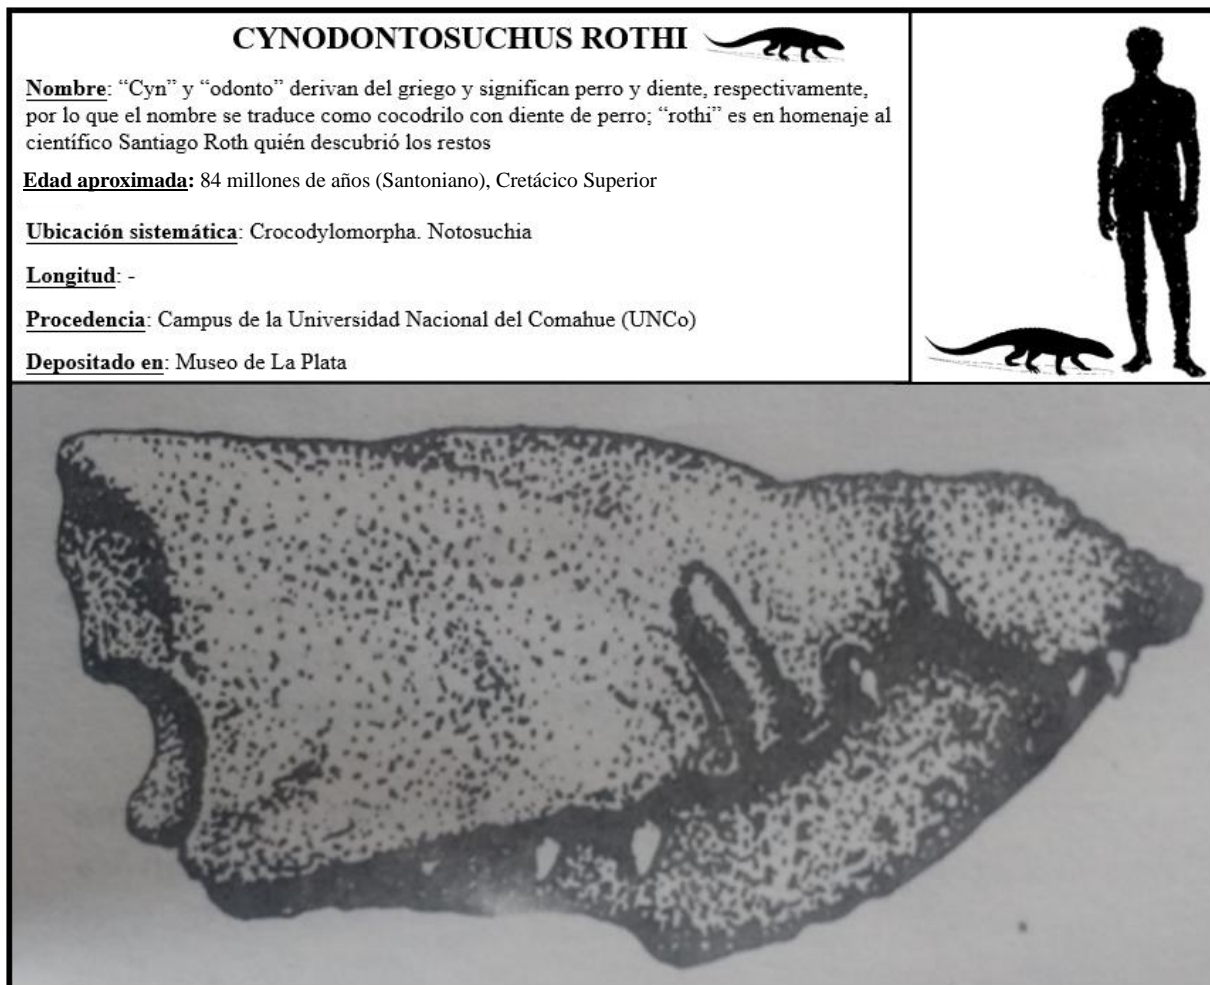 CYNODONTOSUCHUS ROTHI
Nombre: “Cyn” y “odonto” derivan del griego y significan perro y diente, respectivamente,
por lo que el nombre se traduce como cocodrilo con diente de perro; “rothi” es en homenaje al
científico Santiago Roth quién descubrió los restos
Edad aproximada: 84 millones de años (Santoniano), Cretácico Superior
Ubicación sistemática: Crocodylomorpha. Notosuchia
Longitud: -
Procedencia: Campus de la Universidad Nacional del Comahue (UNCo)
Depositado en: Museo de La Plata